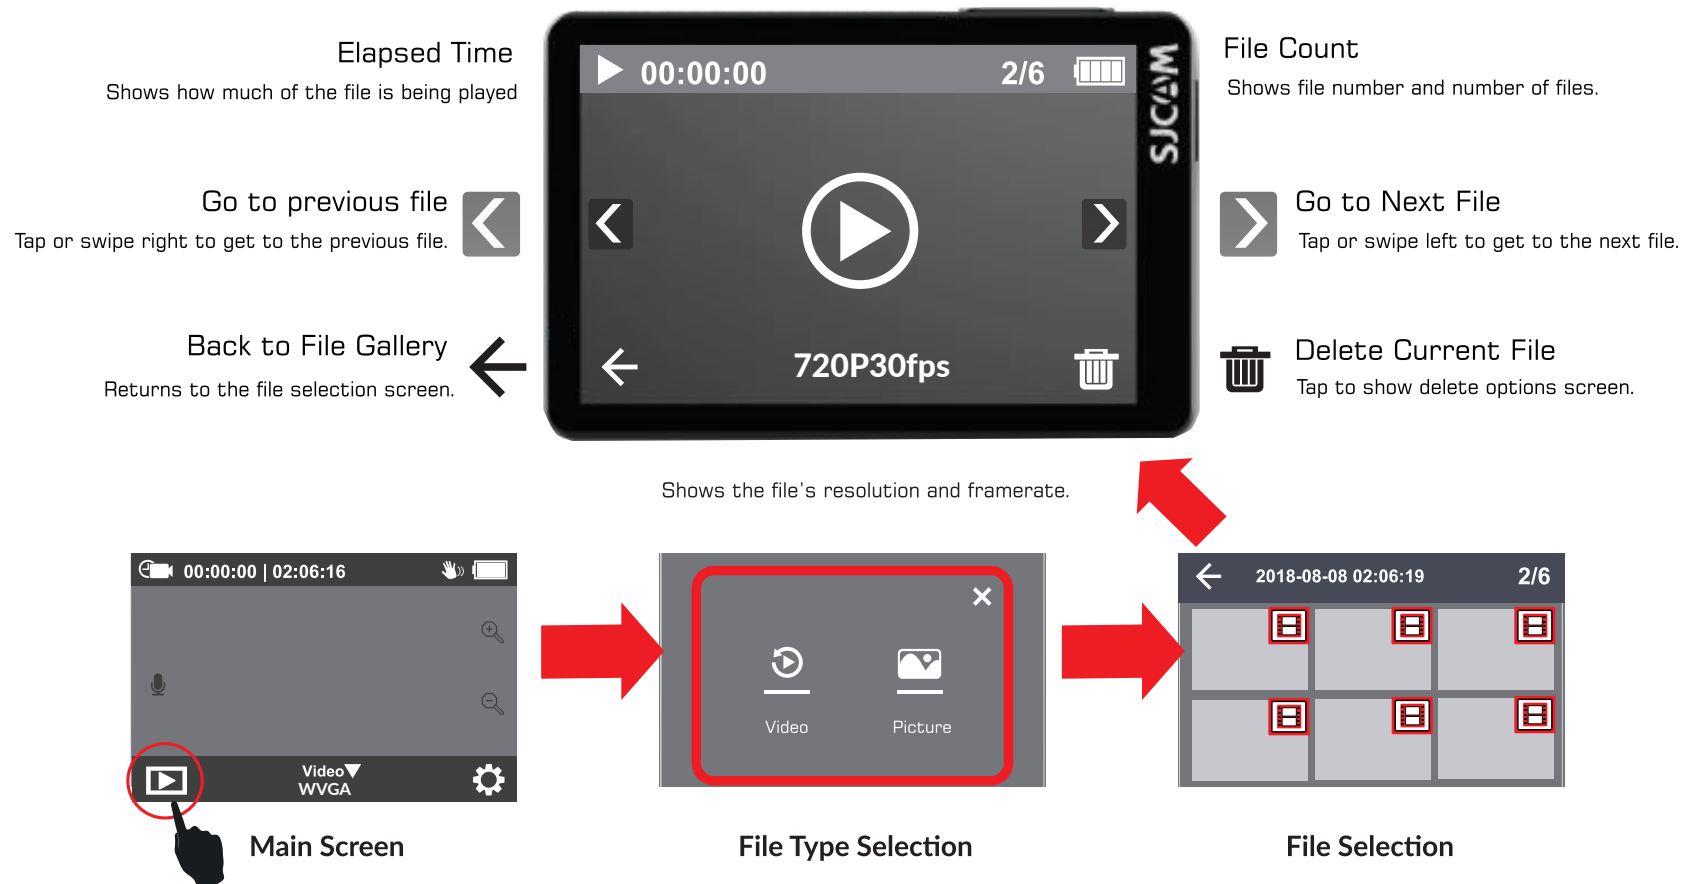 Elapsed Time
Shows how much of the file is being played
Go to previous file
Tap or swipe right to get to the previous file.
Back to File Gallery
Returns to the file selection screen.
00:00:00
2/6
720P30fps
SJCAM
File Count
Shows file number and number of files.
Go to Next File
Tap or swipe left to get to the next file.
Delete Current File
Tap to show delete options screen.
Shows the file's resolution and framerate.
00:00:00 | 02:06:16
Video
WVGA
Main Screen
Video
Picture
File Type Selection
2018-08-08 02:06:19
2/6
File Selection